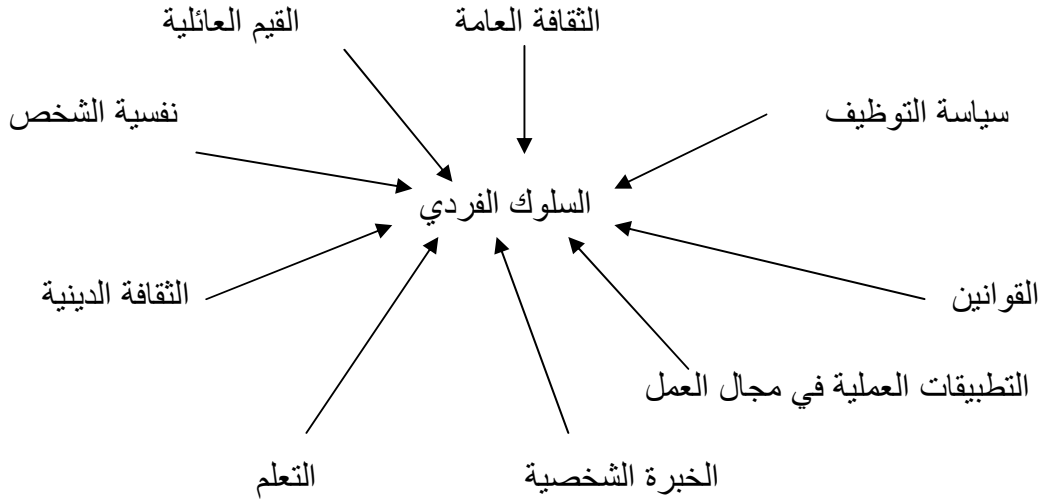 الثقافة العامة
القيم العائلية
سياسة التوظيف
نفسية الشخص
السلوك الفردي
القوانين
الثقافة الدينية
التطبيقات العملية في مجال العمل
الخبرة الشخصية
التعلم